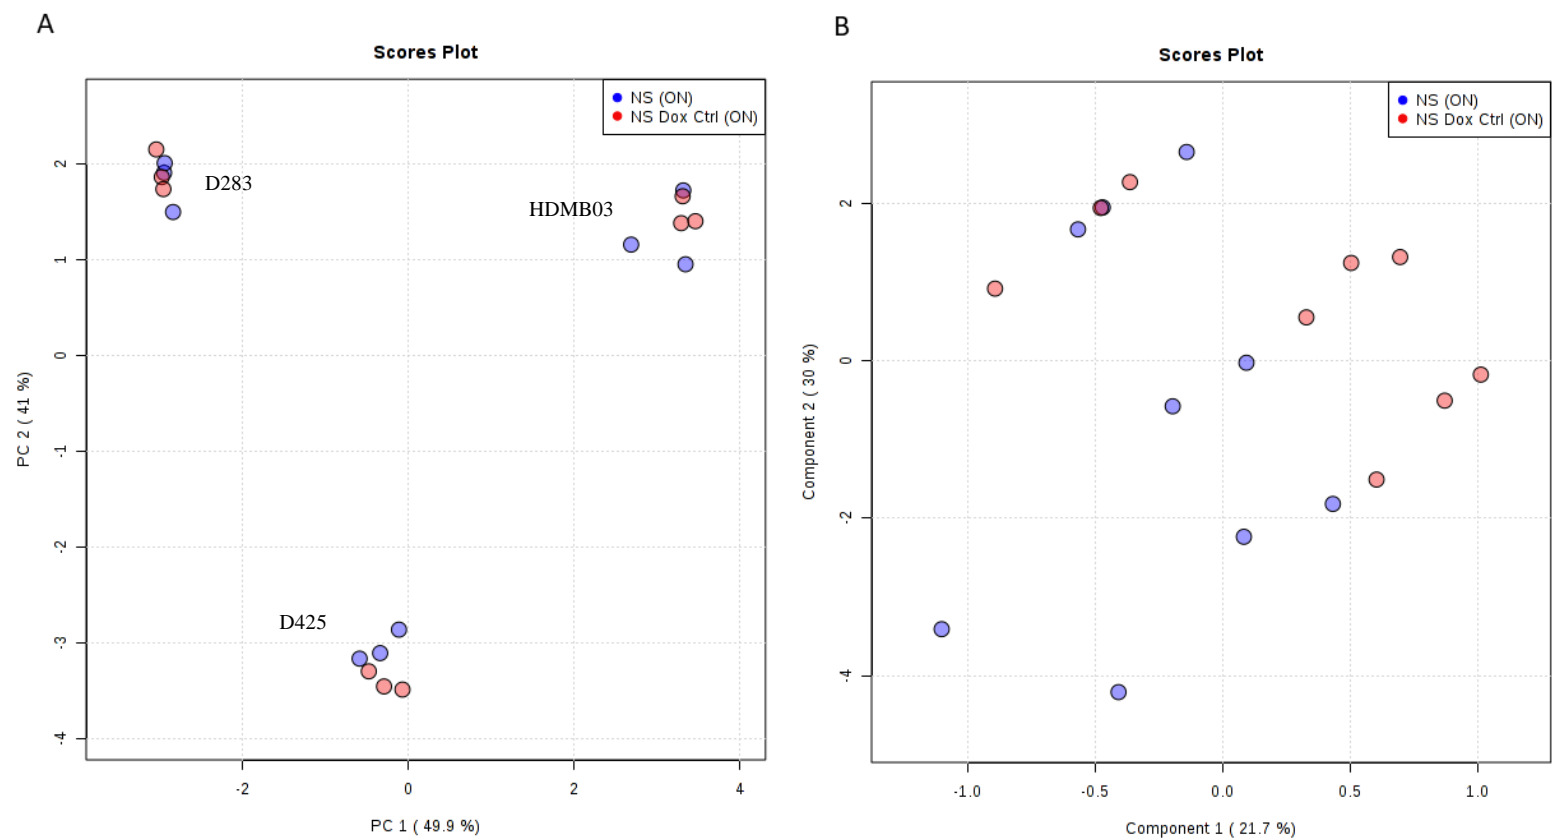 A
Scores Plot
NS (ON)
NS Dox Ctrl (ON)
D283
HDMB03
D425
2
1
0
-1
-2
-3
-4
PC 2 ( 41 %)
-2
0
2
4
PC 1 ( 49.9 %)
B
Scores Plot
NS (ON)
NS Dox Ctrl (ON)
2
0
-2
-4
Component 2 ( 30 %)
-1.0
-0.5
0.0
0.5
1.0
Component 1 ( 21.7 %)